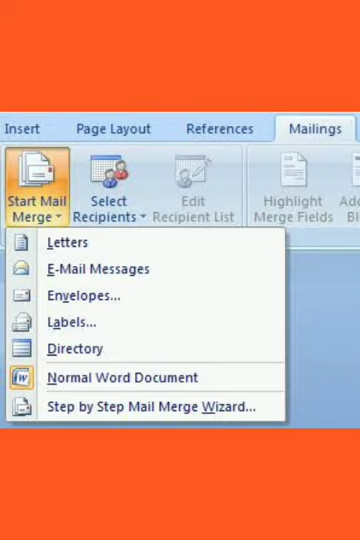 Insert Page Layout References Mailings
Start Mail Merge
Select Recipients
Edit Recipient List
Highlight Merge Fields
Letters
E-Mail Messages
Envelopes...
Labels...
Directory
Normal Word Document
Step by Step Mail Merge Wizard...